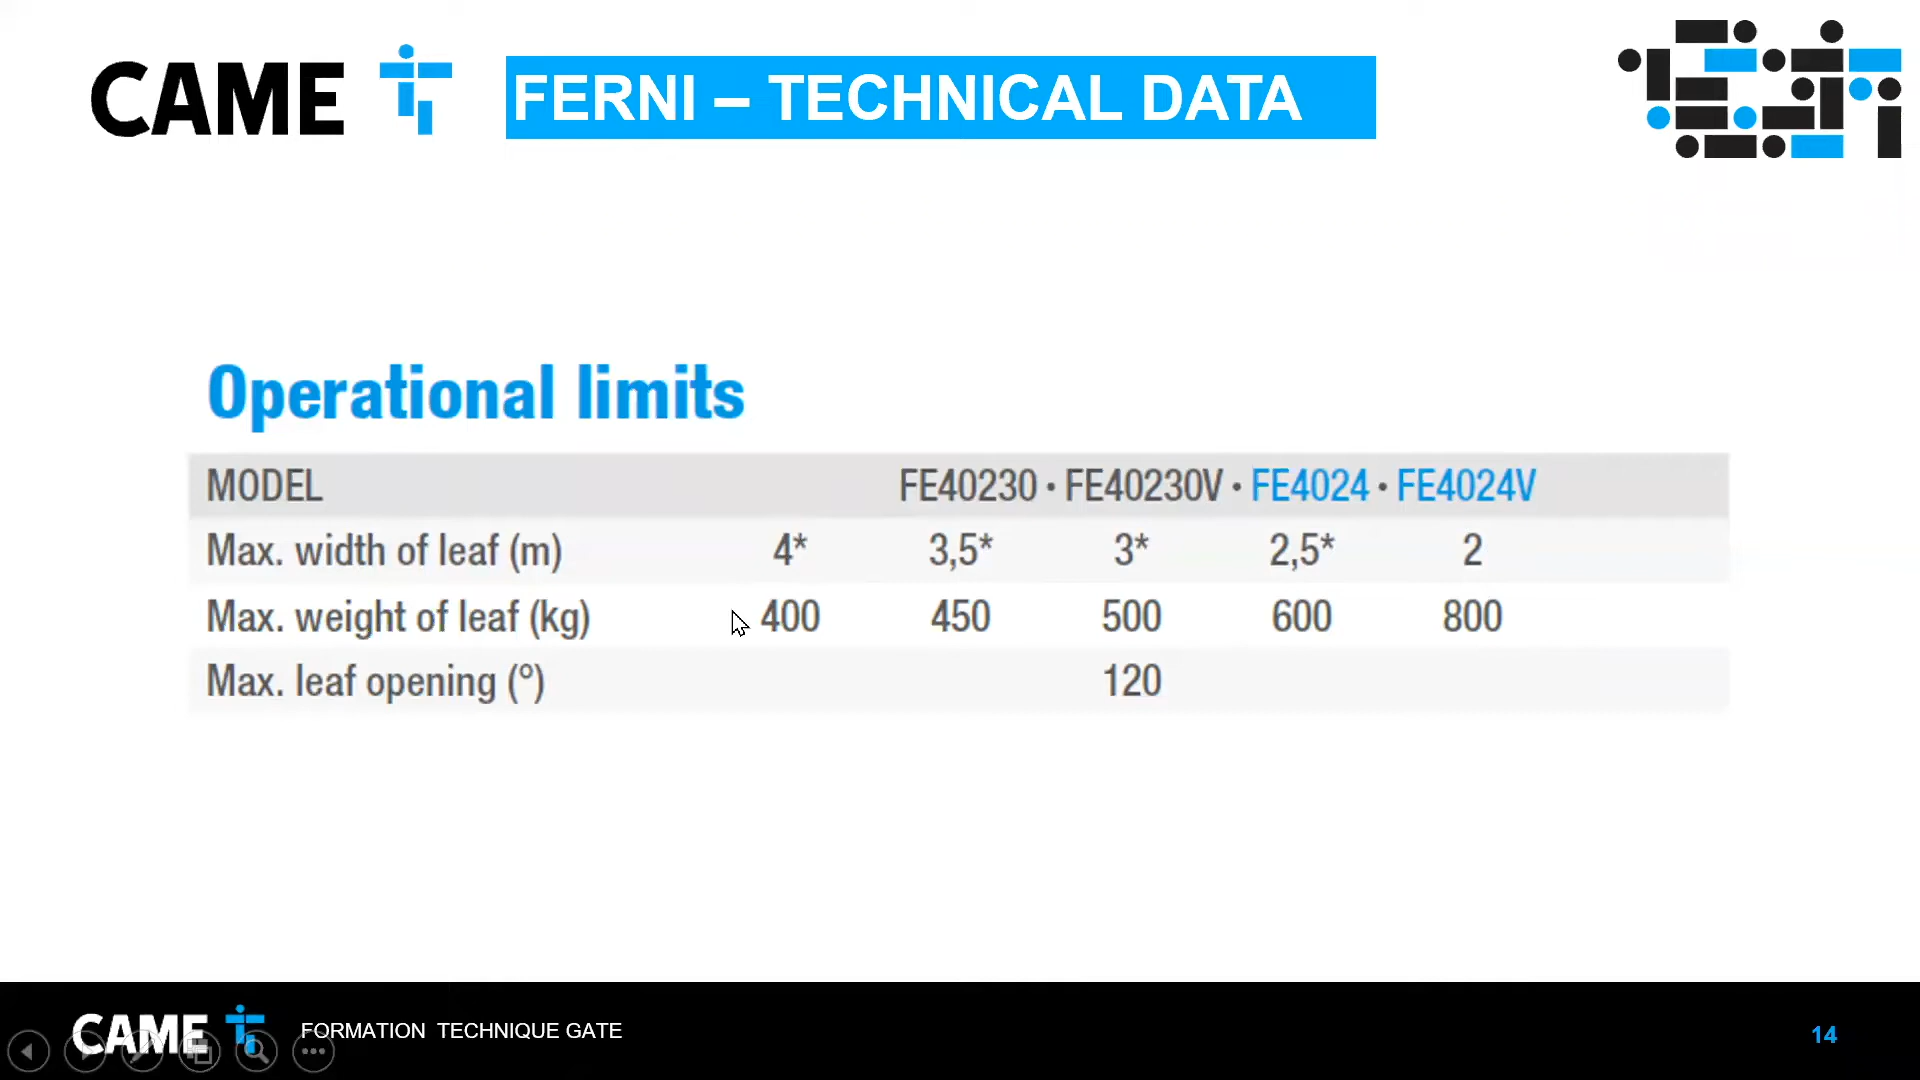 CAME
FERNI – TECHNICAL DATA
Operational limits
MODEL FE40230 · FE40230V · FE4024 · FE4024V
Max. width of leaf (m) 4* 3,5* 3* 2,5* 2
Max. weight of leaf (kg) 400 450 500 600 800
Max. leaf opening (º) 120
CAME FORMATION TECHNIQUE GATE 14